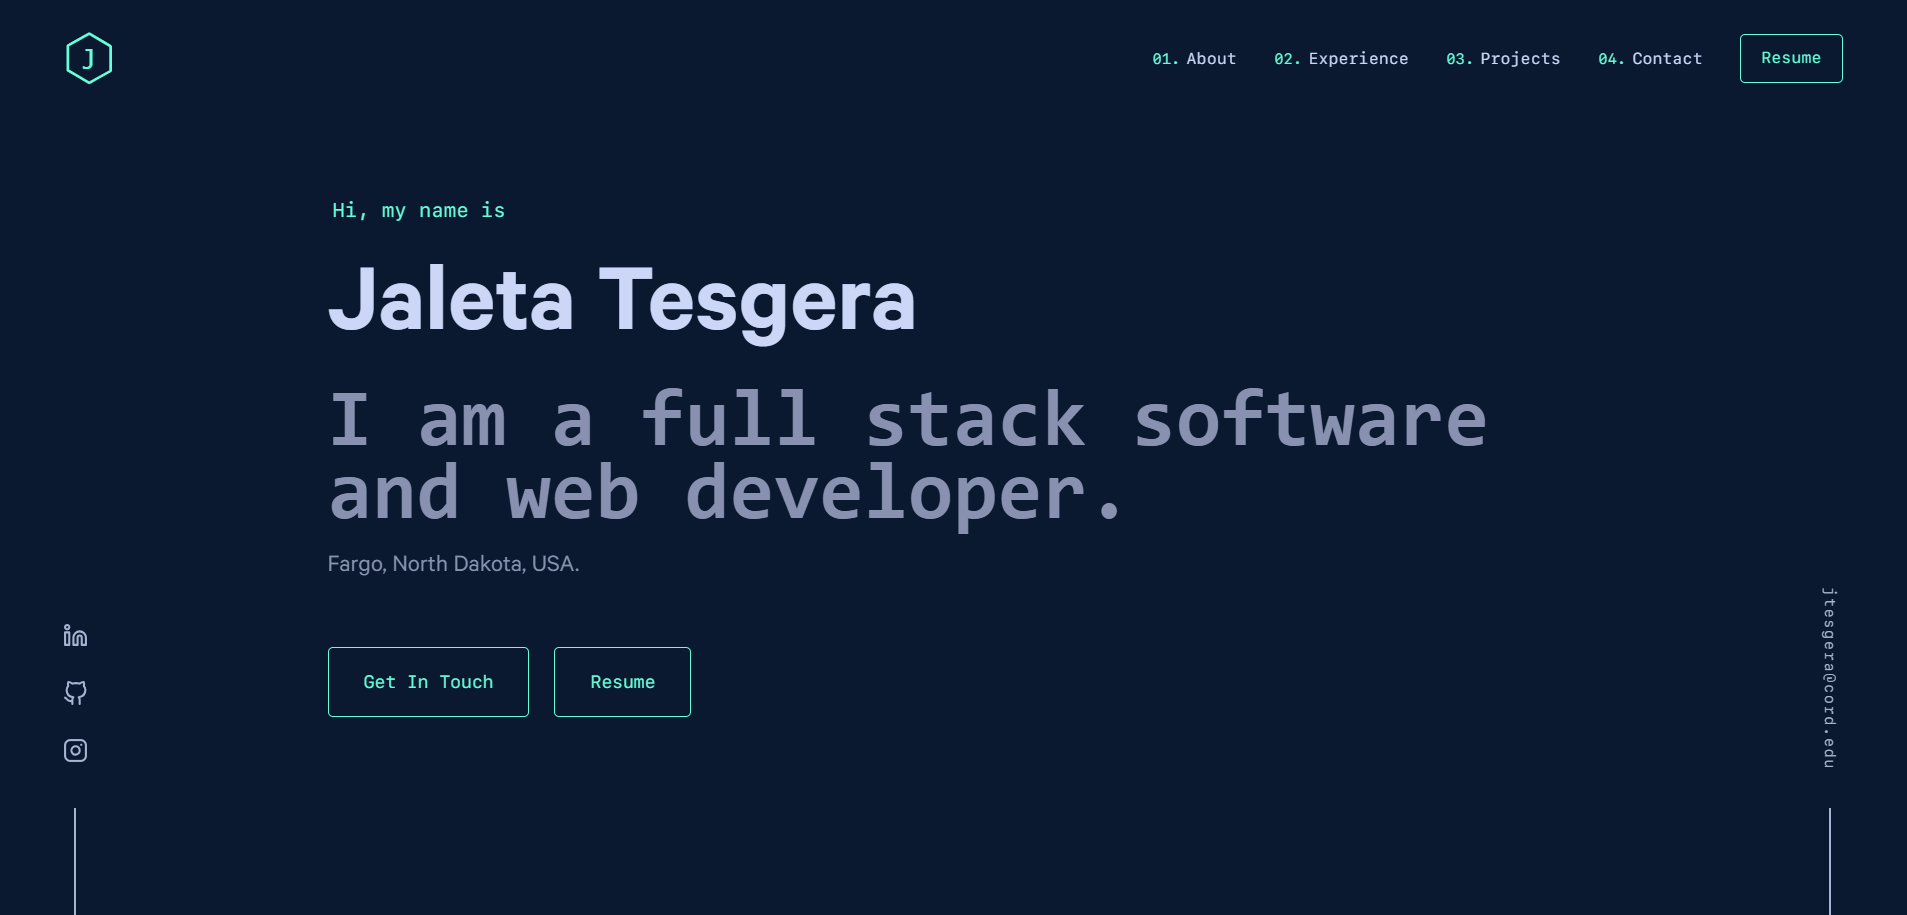 J
01. About
02. Experience
03. Projects
04. Contact
Resume
Hi, my name is
Jaleta Tesgera
I am a full stack software
and web developer.
Fargo, North Dakota, USA.
Get In Touch
Resume
jtesgera@cord.edu